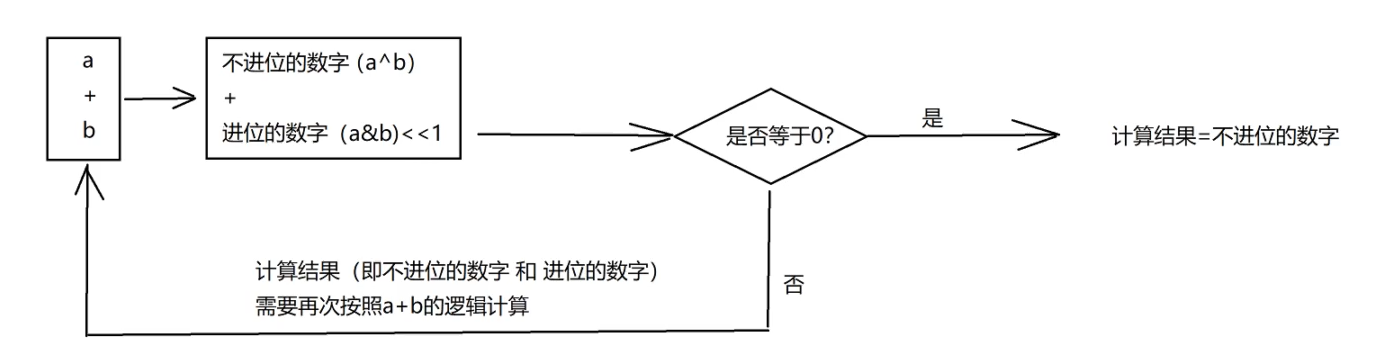 a
+
b
不进位的数字 (a^b)
+
进位的数字 (a&b)<<1
是否等于0?
是
计算结果=不进位的数字
否
计算结果（即不进位的数字 和 进位的数字）
需要再次按照a+b的逻辑计算